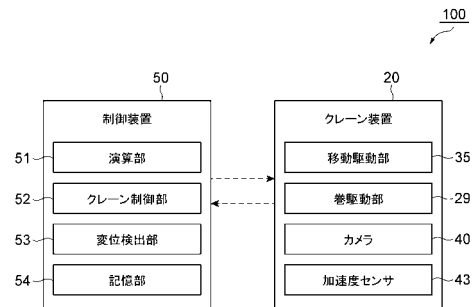 100
50
20
制御装置
クレーン装置
51
演算部
移動駆動部
35
52
クレーン制御部
巻駆動部
29
53
変位検出部
カメラ
40
54
記憶部
加速度センサ
43